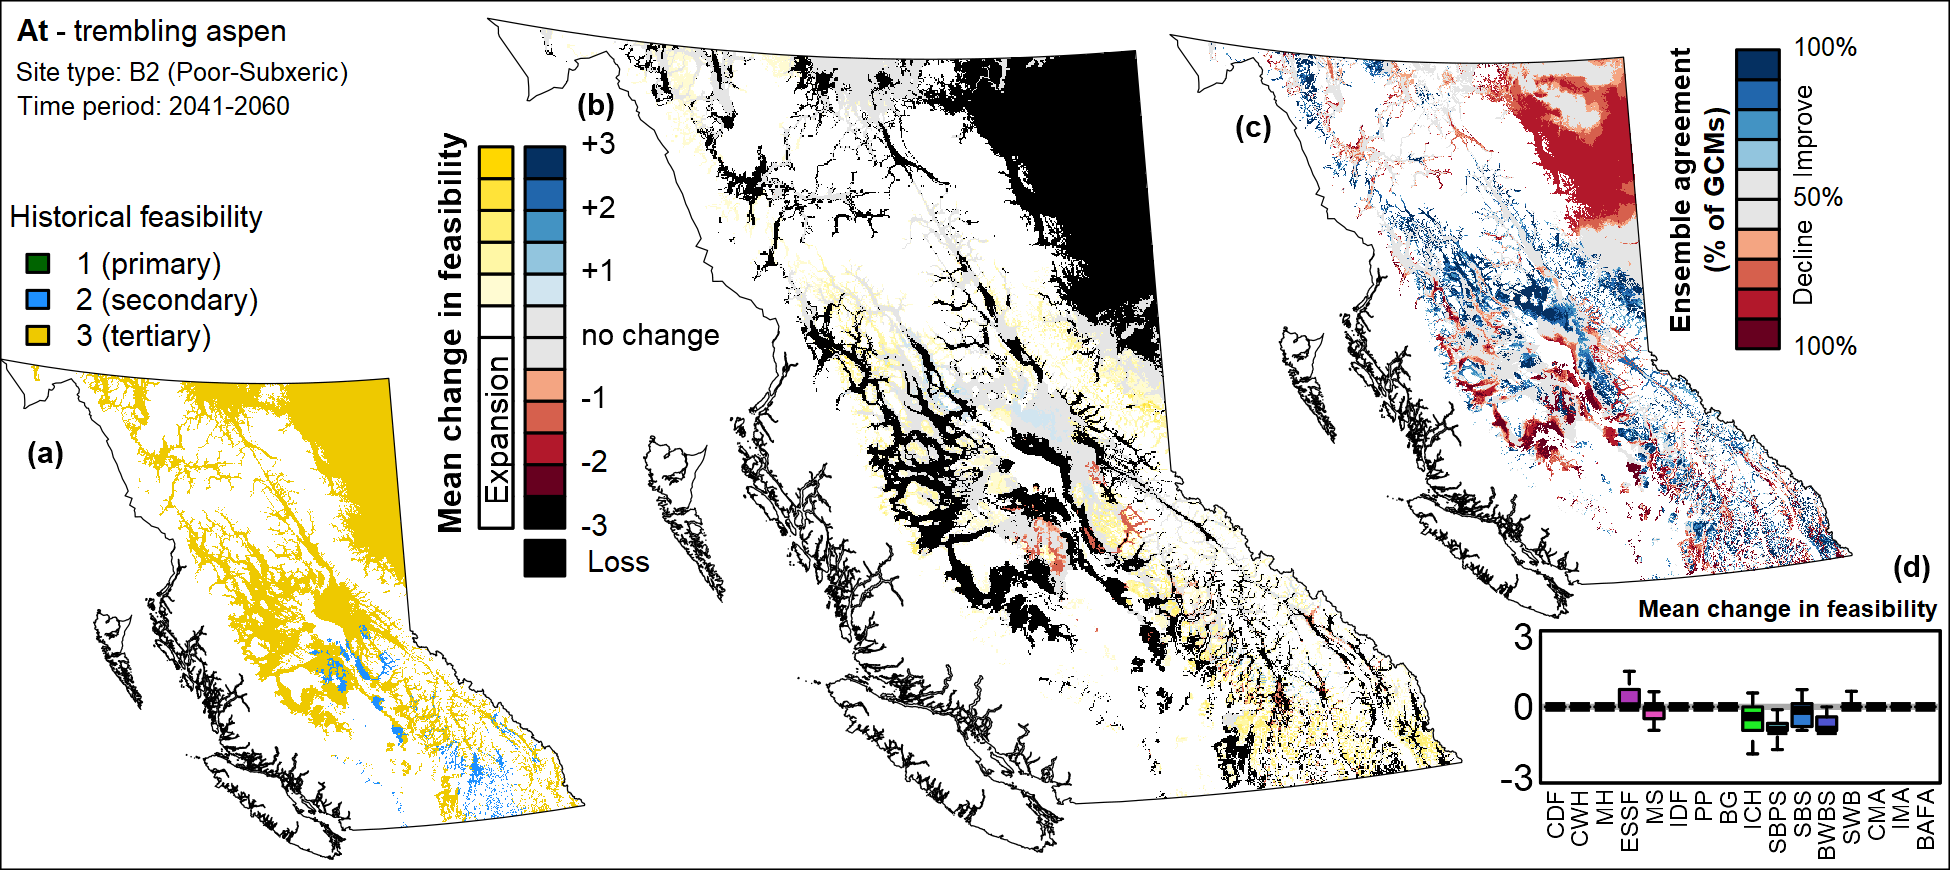 At - trembling aspen
Site type: B2 (Poor-Subxeric)
Time period: 2041-2060
Historical feasibility
1 (primary)
2 (secondary)
3 (tertiary)
(a)
(b)
Mean change in feasibility
Expansion
+3
+2
+1
no change
-1
-2
-3
Loss
(c)
Ensemble agreement
(% of GCMs)
100%
Improve
50%
Decline
100%
(d)
Mean change in feasibility
3
0
-3
CDF
CWH
MH
ESSF
MS
IDF
PP
BG
ICH
SBPS
SBS
BWBS
SWB
CMA
IMA
BAFA